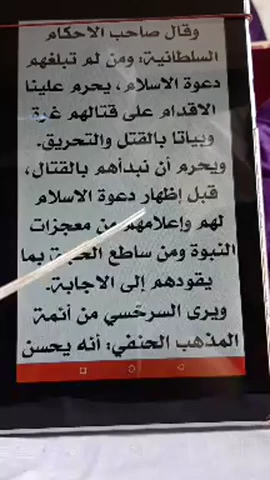 وقال صاحب الاحكام
السلطانية: ومن لم تبلغهم
دعوة الاسلام، يحرم علينا
الاقدام على قتالهم غرة
وبياتا بالقتل والتحريق.
ويحرم أن نبدأهم بالقتال،
قبل إظهار دعوة الاسلام
لهم وإعلامهم من معجزات
النبوة ومن ساطع الحجة بما
يقودهم إلى الاجابة.
ويرى السرخسي من أئمة
المذهب الحنفي: أنه يحسن